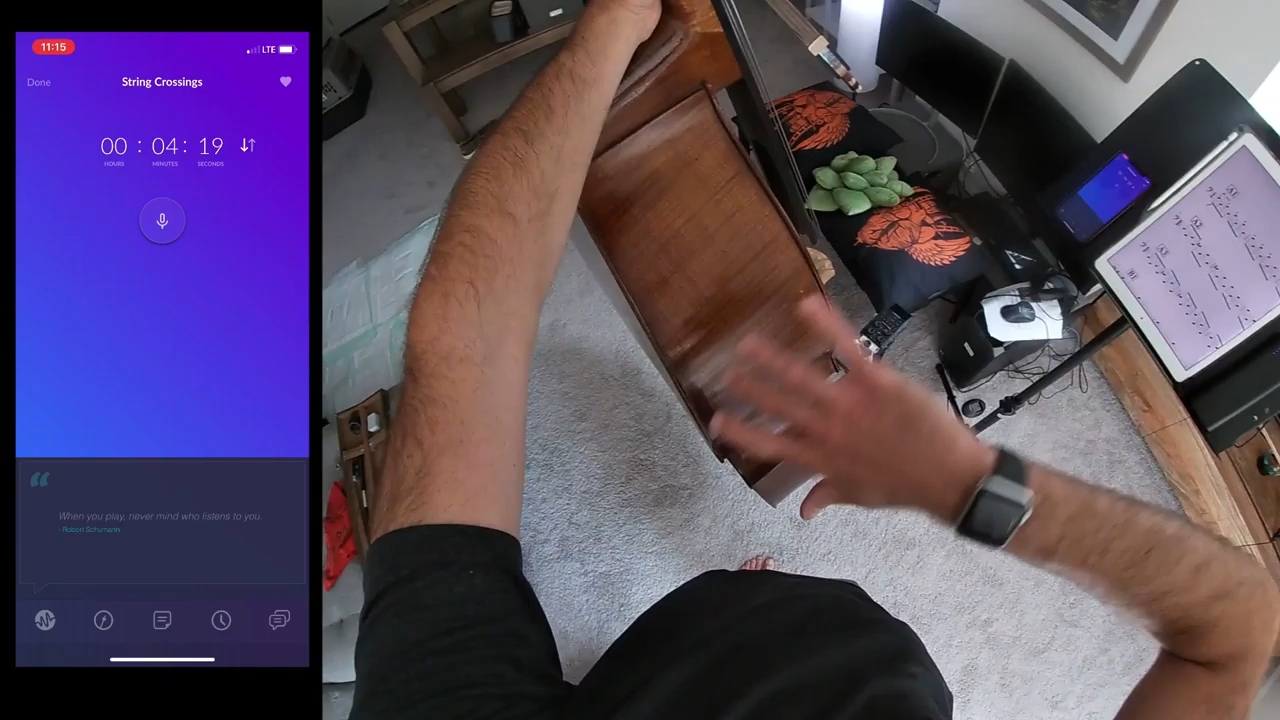 11:15
LTE
Done
String Crossings
00 : 04 : 19
HOURS MINUTES SECONDS
When you play, never mind who listens to you.
- Robert Schumann